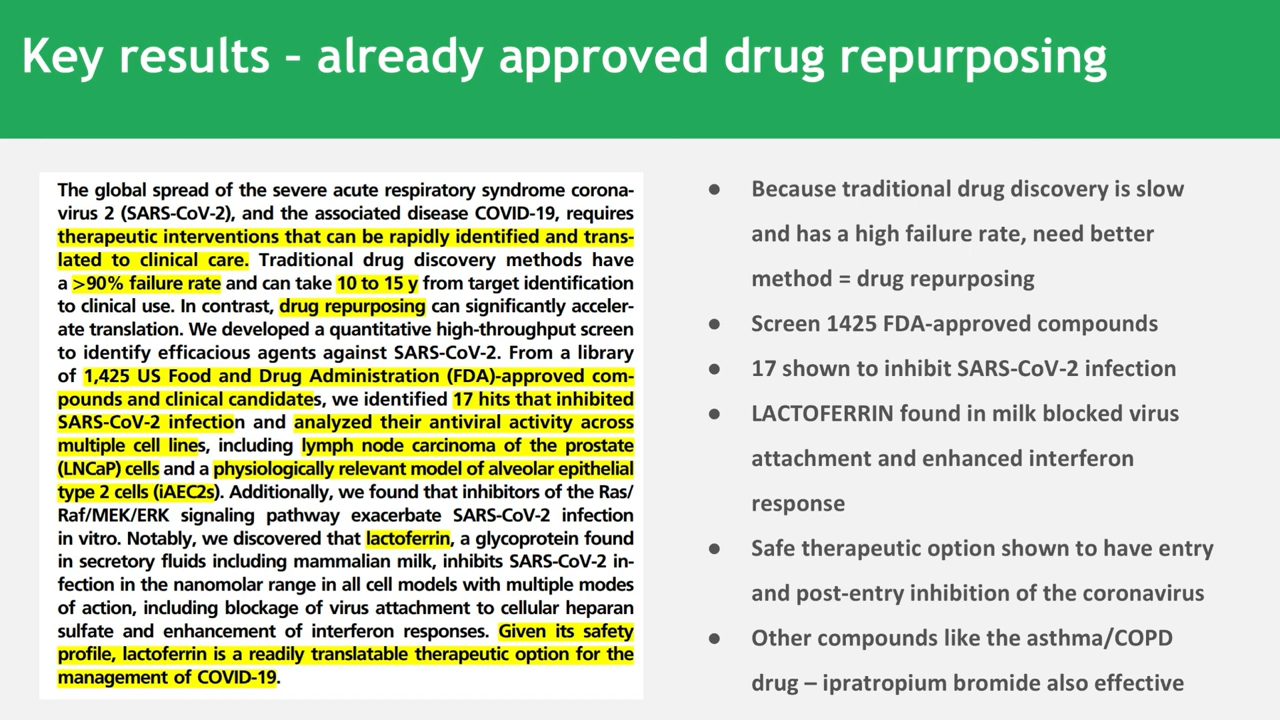 Key results – already approved drug repurposing
The global spread of the severe acute respiratory syndrome corona-
virus 2 (SARS-CoV-2), and the associated disease COVID-19, requires
therapeutic interventions that can be rapidly identified and trans-
lated to clinical care. Traditional drug discovery methods have
a >90% failure rate and can take 10 to 15 y from target identification
to clinical use. In contrast, drug repurposing can significantly acceler-
ate translation. We developed a quantitative high-throughput screen
to identify efficacious agents against SARS-CoV-2. From a library
of 1,425 US Food and Drug Administration (FDA)-approved com-
pounds and clinical candidates, we identified 17 hits that inhibited
SARS-CoV-2 infection and analyzed their antiviral activity across
multiple cell lines, including lymph node carcinoma of the prostate
(LNCaP) cells and a physiologically relevant model of alveolar epithelial
type 2 cells (iAEC2s). Additionally, we found that inhibitors of the Ras/
Raf/MEK/ERK signaling pathway exacerbate SARS-CoV-2 infection
in vitro. Notably, we discovered that lactoferrin, a glycoprotein found
in secretory fluids including mammalian milk, inhibits SARS-CoV-2 in-
fection in the nanomolar range in all cell models with multiple modes
of action, including blockage of virus attachment to cellular heparan
sulfate and enhancement of interferon responses. Given its safety
profile, lactoferrin is a readily translatable therapeutic option for the
management of COVID-19.
● Because traditional drug discovery is slow
and has a high failure rate, need better
method = drug repurposing
● Screen 1425 FDA-approved compounds
● 17 shown to inhibit SARS-CoV-2 infection
● LACTOFERRIN found in milk blocked virus
attachment and enhanced interferon
response
● Safe therapeutic option shown to have entry
and post-entry inhibition of the coronavirus
● Other compounds like the asthma/COPD
drug – ipratropium bromide also effective